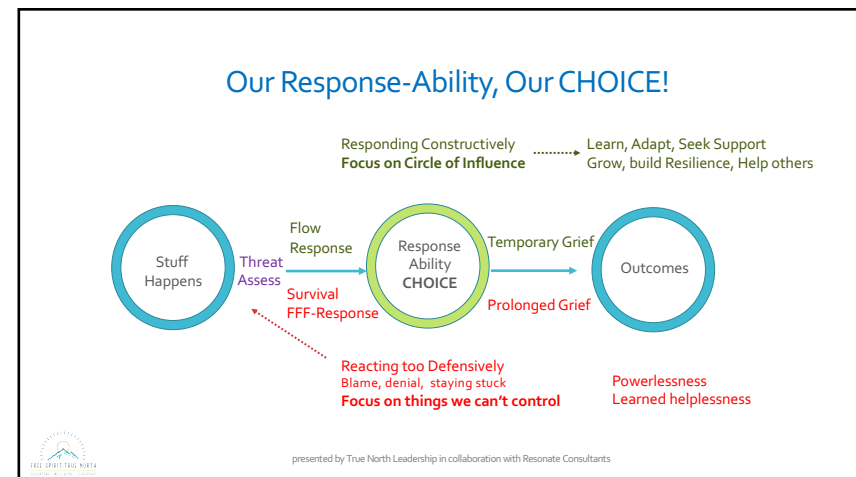 Our Response-Ability, Our CHOICE!
Responding Constructively
Focus on Circle of Influence
Learn, Adapt, Seek Support
Grow, build Resilience, Help others
Stuff
Happens
Threat
Assess
Flow
Response
Survival
FFF-Response
Response
Ability
CHOICE
Temporary Grief
Prolonged Grief
Outcomes
Reacting too Defensively
Blame, denial, staying stuck
Focus on things we can't control
Powerlessness
Learned helplessness
TREE SPIRIT:TRUE NORTH
presented by True North Leadership in collaboration with Resonate Consultants